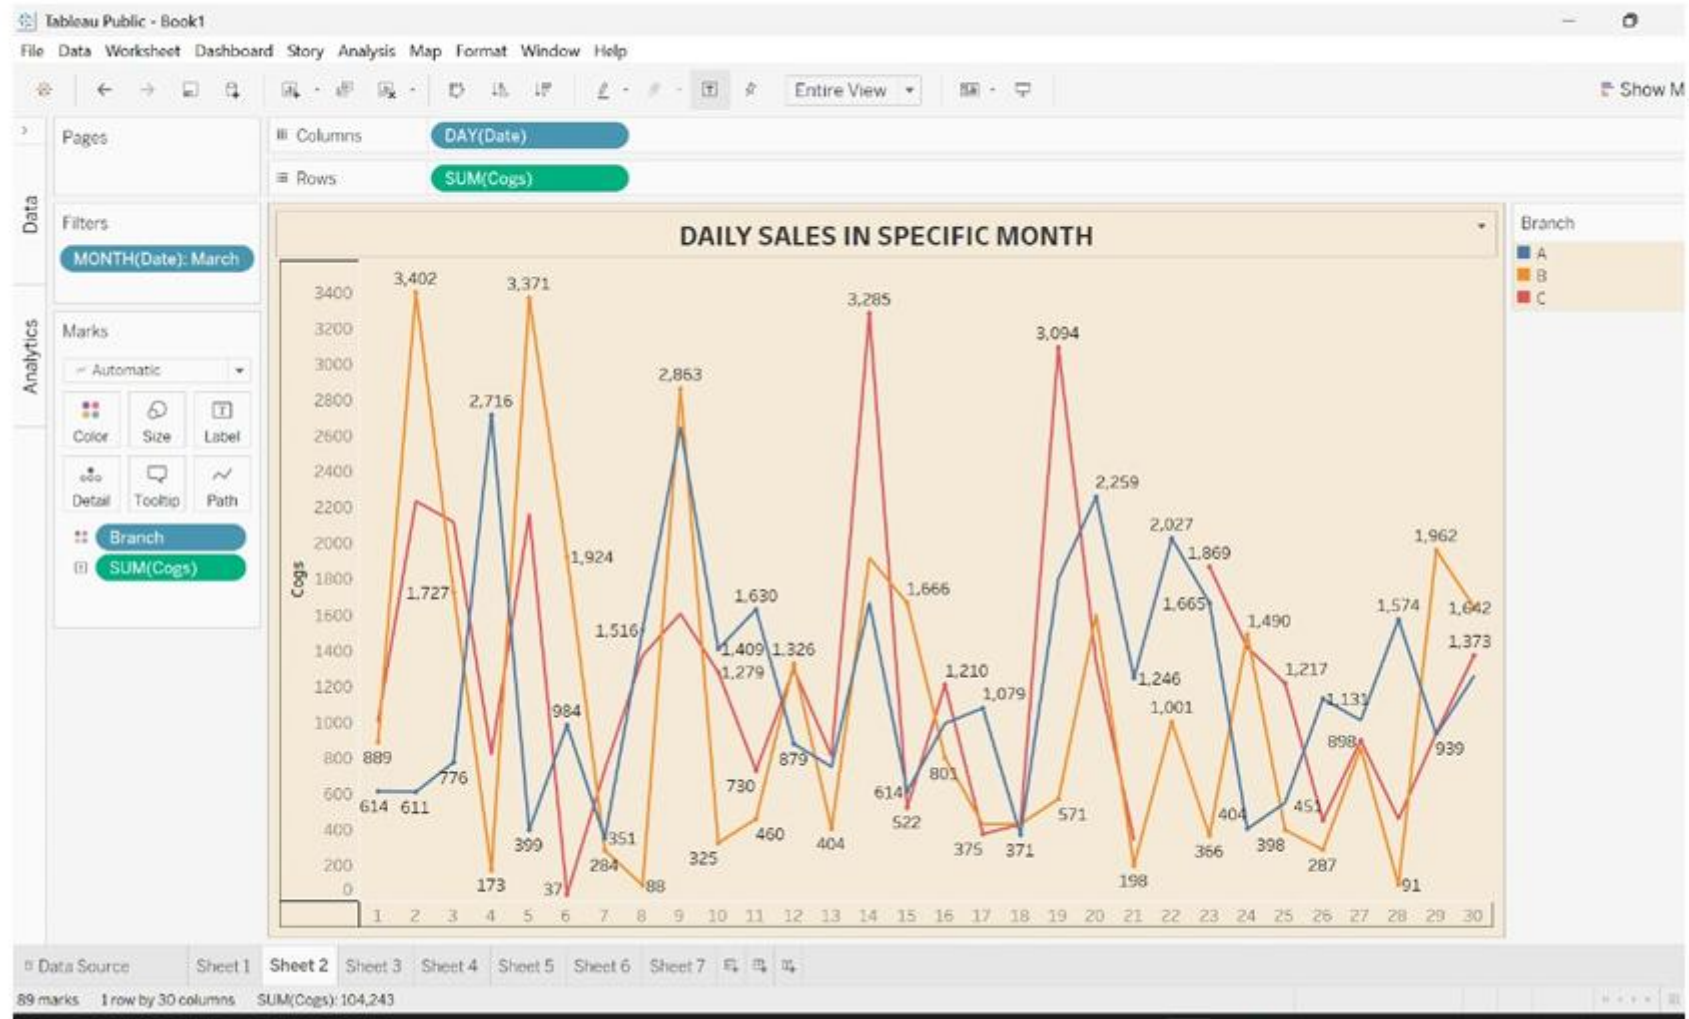 Tableau Public - Book1
File Data Worksheet Dashboard Story Analysis Map Format Window Help
Entire View
Show M
Pages
Columns
DAY(Date)
Rows
SUM(Cogs)
Data
Filters
MONTH(Date): March
Analytics
Marks
Automatic
Color Size Label
Detail Tooltip Path
Branch
SUM(Cogs)
DAILY SALES IN SPECIFIC MONTH
Branch
A
B
C
Cogs
3400
3200
3000
2800
2600
2400
2200
2000
1800
1600
1400
1200
1000
800
600
400
200
0
3,402
3,371
3,285
3,094
2,863
2,716
2,259
2,027
1,962
1,924
1,869
1,727
1,666
1,665
1,642
1,630
1,574
1,516
1,490
1,409 1,326
1,373
1,279
1,217
1,210
1,246
1,131
1,079
1,001
984
939
898
889
879
801
776
730
614 611
614
571
522
460
451
404
404
399
398
375
371
366
351
325
287
284
198
173
91
88
37
1 2 3 4 5 6 7 8 9 10 11 12 13 14 15 16 17 18 19 20 21 22 23 24 25 26 27 28 29 30
Data Source Sheet 1 Sheet 2 Sheet 3 Sheet 4 Sheet 5 Sheet 6 Sheet 7
89 marks 1 row by 30 columns SUM(Cogs): 104,243